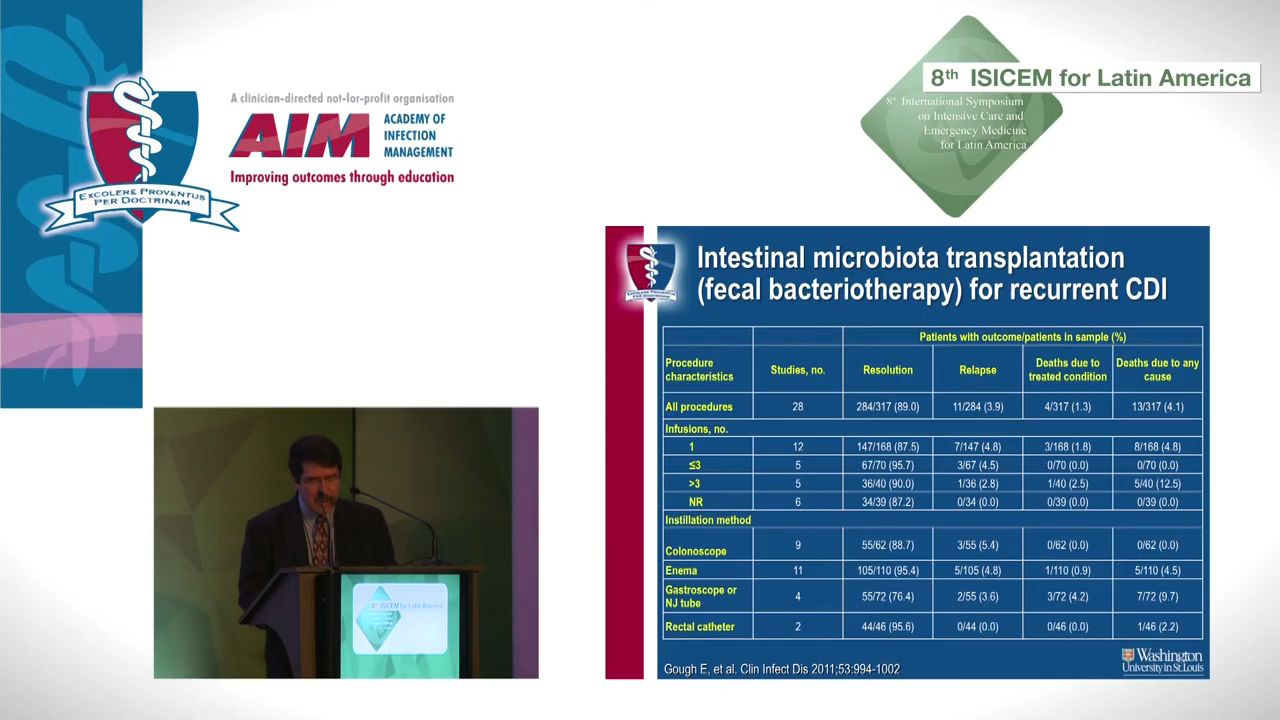 A clinician-directed not-for-profit organisation
AIM
ACADEMY OF
INFECTION
MANAGEMENT
Improving outcomes through education
EXCOLERE PROVENTUS
PER DOCTRINAM
8th ISICEM for Latin America
8th International Symposium
on Intensive Care and
Emergency Medicine
for Latin America
Intestinal microbiota transplantation
(fecal bacteriotherapy) for recurrent CDI
Patients with outcome/patients in sample (%)
Procedure characteristics Studies, no. Resolution Relapse Deaths due to treated condition Deaths due to any cause
All procedures 28 284/317 (89.0) 11/284 (3.9) 4/317 (1.3) 13/317 (4.1)
Infusions, no.
1 12 147/168 (87.5) 7/147 (4.8) 3/168 (1.8) 8/168 (4.8)
≤3 5 67/70 (95.7) 3/67 (4.5) 0/70 (0.0) 0/70 (0.0)
>3 5 36/40 (90.0) 1/36 (2.8) 1/40 (2.5) 5/40 (12.5)
NR 6 34/39 (87.2) 0/34 (0.0) 0/39 (0.0) 0/39 (0.0)
Instillation method
Colonoscope 9 55/62 (88.7) 3/55 (5.4) 0/62 (0.0) 0/62 (0.0)
Enema 11 105/110 (95.4) 5/105 (4.8) 1/110 (0.9) 5/110 (4.5)
Gastroscope or NJ tube 4 55/72 (76.4) 2/55 (3.6) 3/72 (4.2) 7/72 (9.7)
Rectal catheter 2 44/46 (95.6) 0/44 (0.0) 0/46 (0.0) 1/46 (2.2)
Gough E, et al. Clin Infect Dis 2011;53:994-1002
Washington
University in St. Louis
8th ISICEM for Latin America